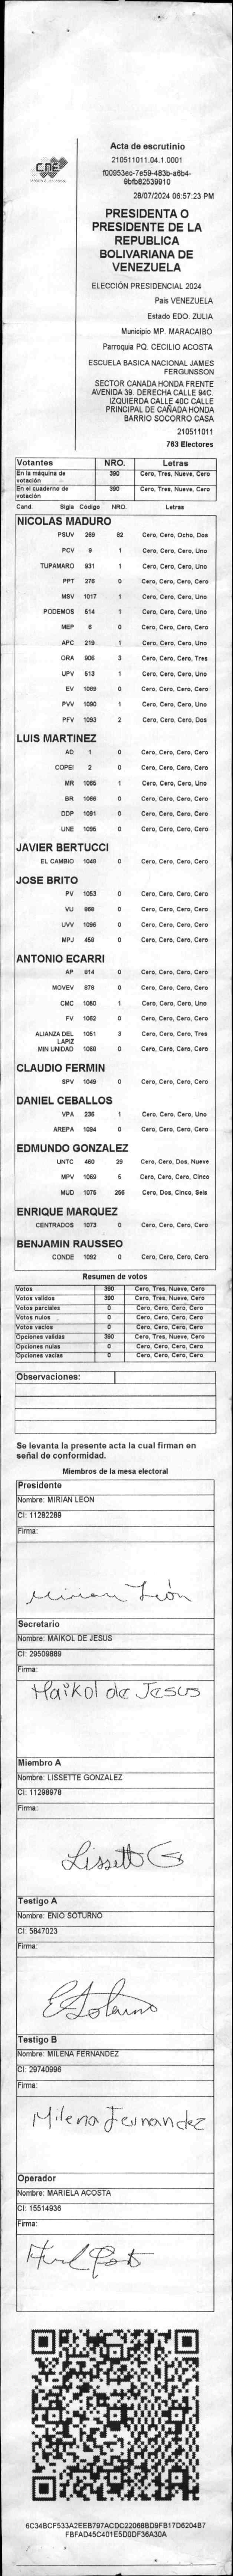 CNE
Acta de escrutinio
210511011.04.1.0001
f00953ec-7e59-483b-a6b4-
9bfb82539910
28/07/2024 06:57:23 PM
PRESIDENTA O
PRESIDENTE DE LA
REPUBLICA
BOLIVARIANA DE
VENEZUELA
ELECCIÓN PRESIDENCIAL 2024
País VENEZUELA
Estado EDO. ZULIA
Municipio MP. MARACAIBO
Parroquia PQ. CECILIO ACOSTA
ESCUELA BASICA NACIONAL JAMES
FERGUNSSON
SECTOR CANADA HONDA FRENTE
AVENIDA 39. DERECHA CALLE 94C.
IZQUIERDA CALLE 40C CALLE
PRINCIPAL DE CAÑADA HONDA
BARRIO SOCORRO CASA
210511011
763 Electores
Votantes NRO. Letras
En la máquina de votación 390 Cero, Tres, Nueve, Cero
En el cuaderno de votación 390 Cero, Tres, Nueve, Cero
Cand. Sigla Código NRO. Letras
NICOLAS MADURO
PSUV 269 82 Cero, Cero, Ocho, Dos
PCV 9 1 Cero, Cero, Cero, Uno
TUPAMARO 931 1 Cero, Cero, Cero, Uno
PPT 276 0 Cero, Cero, Cero, Cero
MSV 1017 1 Cero, Cero, Cero, Uno
PODEMOS 514 1 Cero, Cero, Cero, Uno
MEP 6 0 Cero, Cero, Cero, Cero
APC 219 1 Cero, Cero, Cero, Uno
ORA 906 3 Cero, Cero, Cero, Tres
UPV 513 1 Cero, Cero, Cero, Uno
EV 1089 0 Cero, Cero, Cero, Cero
PVV 1090 1 Cero, Cero, Cero, Uno
PFV 1093 2 Cero, Cero, Cero, Dos
LUIS MARTINEZ
AD 1 0 Cero, Cero, Cero, Cero
COPEI 2 0 Cero, Cero, Cero, Cero
MR 1065 1 Cero, Cero, Cero, Uno
BR 1066 0 Cero, Cero, Cero, Cero
DDP 1091 0 Cero, Cero, Cero, Cero
UNE 1095 0 Cero, Cero, Cero, Cero
JAVIER BERTUCCI
EL CAMBIO 1049 0 Cero, Cero, Cero, Cero
JOSE BRITO
PV 1053 0 Cero, Cero, Cero, Cero
VU 969 0 Cero, Cero, Cero, Cero
UVV 1096 0 Cero, Cero, Cero, Cero
MPJ 458 0 Cero, Cero, Cero, Cero
ANTONIO ECARRI
AP 914 0 Cero, Cero, Cero, Cero
MOVEV 978 0 Cero, Cero, Cero, Cero
CMC 1060 1 Cero, Cero, Cero, Uno
FV 1062 0 Cero, Cero, Cero, Cero
ALIANZA DEL LAPIZ 1051 3 Cero, Cero, Cero, Tres
MIN UNIDAD 1068 0 Cero, Cero, Cero, Cero
CLAUDIO FERMIN
SPV 1049 0 Cero, Cero, Cero, Cero
DANIEL CEBALLOS
VPA 236 1 Cero, Cero, Cero, Uno
AREPA 1094 0 Cero, Cero, Cero, Cero
EDMUNDO GONZALEZ
UNTC 460 29 Cero, Cero, Dos, Nueve
MPV 1069 5 Cero, Cero, Cero, Cinco
MUD 1075 256 Cero, Dos, Cinco, Seis
ENRIQUE MARQUEZ
CENTRADOS 1073 0 Cero, Cero, Cero, Cero
BENJAMIN RAUSSEO
CONDE 1092 0 Cero, Cero, Cero, Cero
Resumen de votos
Votos 390 Cero, Tres, Nueve, Cero
Votos validos 390 Cero, Tres, Nueve, Cero
Votos parciales 0 Cero, Cero, Cero, Cero
Votos nulos 0 Cero, Cero, Cero, Cero
Votos vacios 0 Cero, Cero, Cero, Cero
Opciones validas 390 Cero, Tres, Nueve, Cero
Opciones nulas 0 Cero, Cero, Cero, Cero
Opciones vacias 0 Cero, Cero, Cero, Cero
Observaciones:
Se levanta la presente acta la cual firman en
señal de conformidad.
Miembros de la mesa electoral
Presidente
Nombre: MIRIAN LEON
CI: 11282289
Firma:
Mirian León
Secretario
Nombre: MAIKOL DE JESUS
CI: 29509889
Firma:
Maikol de Jesus
Miembro A
Nombre: LISSETTE GONZALEZ
CI: 11298978
Firma:
Lissett G
Testigo A
Nombre: ENIO SOTURNO
CI: 5847023
Firma:
ESoturno
Testigo B
Nombre: MILENA FERNANDEZ
CI: 29740996
Firma:
Milena Fernandez
Operador
Nombre: MARIELA ACOSTA
CI: 15514936
Firma:
6C34BCF533A2EEB797ACDC22068BD9FB17D6204B7
FBFAD45C401E5D0DF36A30A